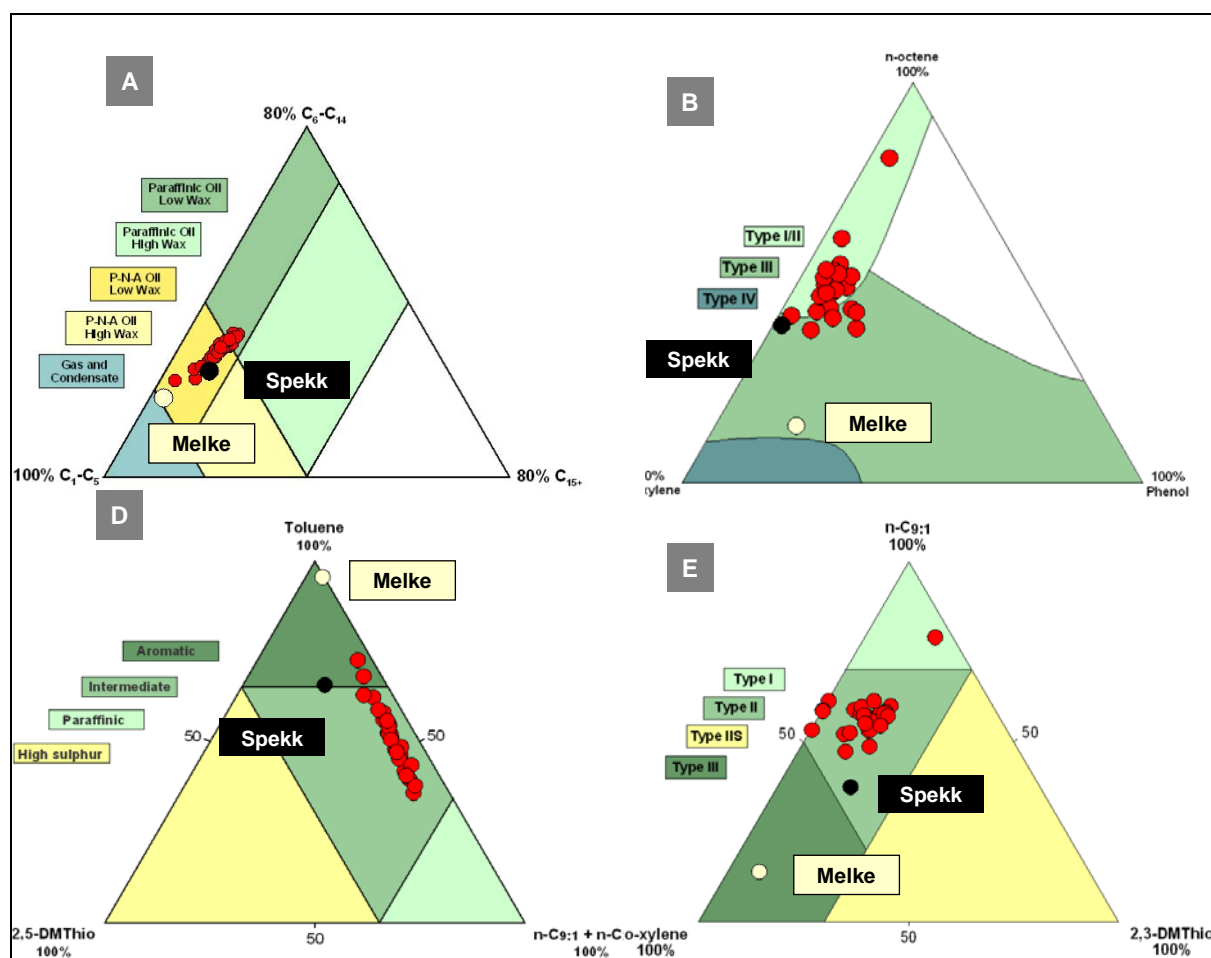 A
80% C6-C14
Paraffinic Oil
Low Wax
Paraffinic Oil
High Wax
P-N-A Oil
Low Wax
P-N-A Oil
High Wax
Gas and
Condensate
Spekk
Melke
100% C1-C5
80% C15+
B
n-octene
100%
Type I/II
Type III
Type IV
Spekk
Melke
0%
xylene
100%
Phenol
D
Toluene
100%
Melke
Aromatic
Intermediate
Paraffinic
High sulphur
50
Spekk
50
2,5-DMThio
100%
50
n-C9:1 + n-C
100%
E
n-C9:1
100%
Type I
Type II
Type IIS
Type III
50
50
Spekk
Melke
o-xylene
100%
50
2,3-DMThio
100%